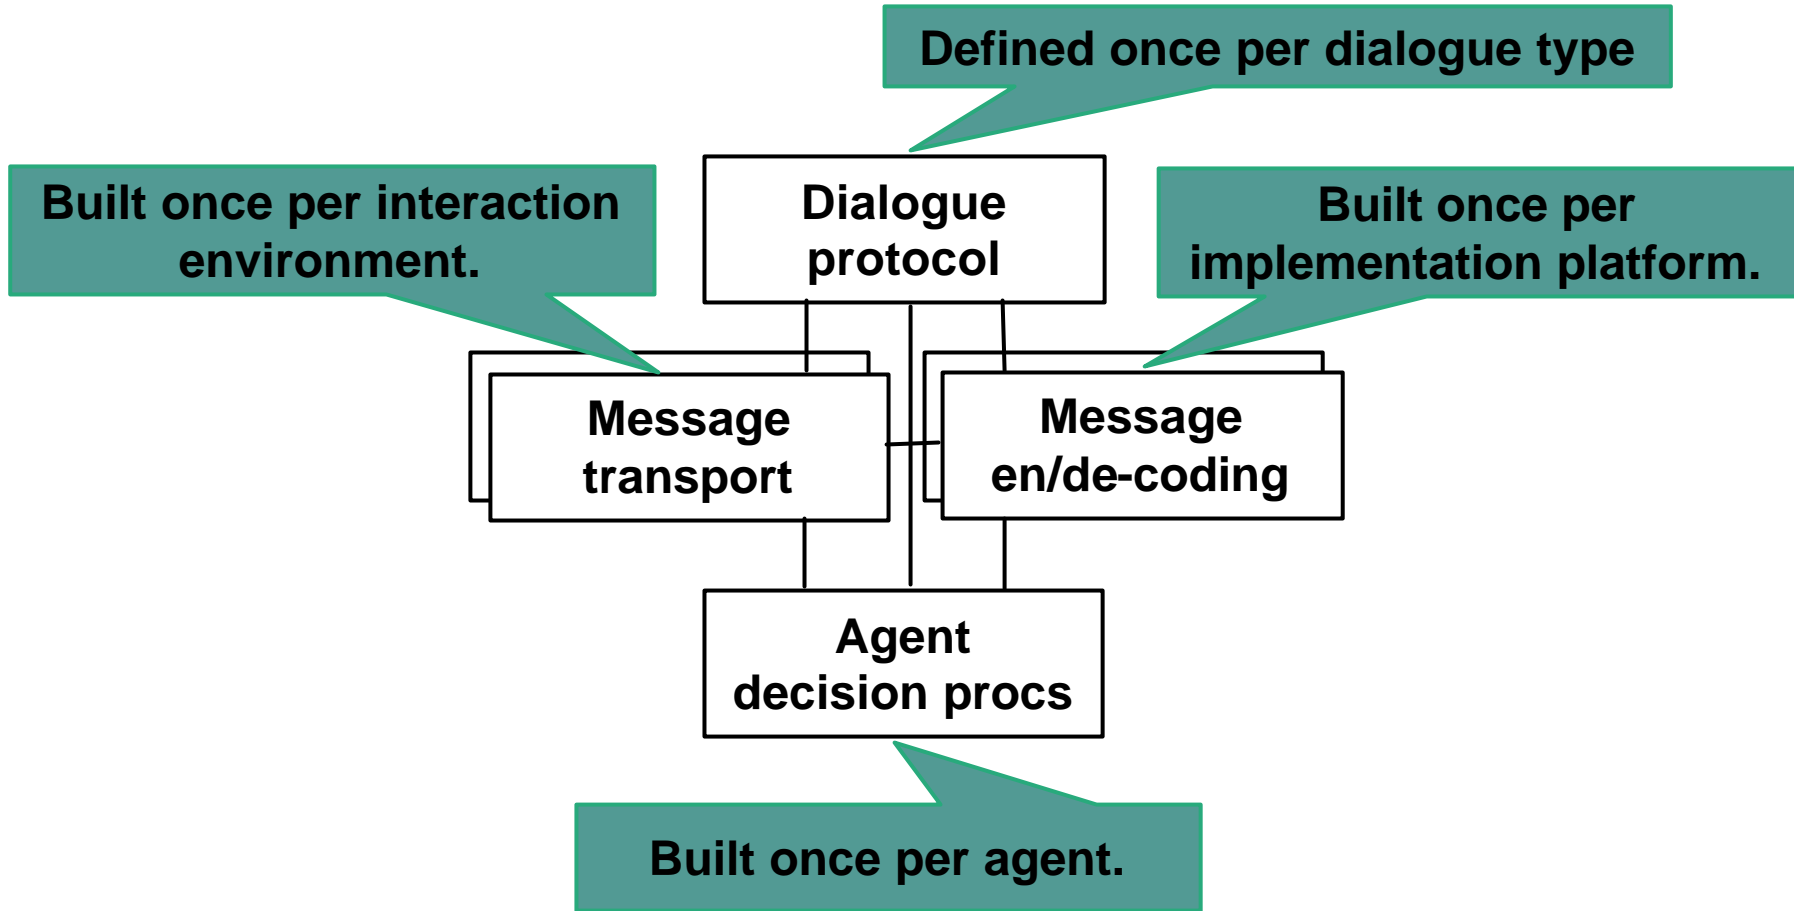 Defined once per dialogue type
Built once per interaction
environment.
Dialogue
protocol
Built once per
implementation platform.
Message
transport
Message
en/de-coding
Agent
decision procs
Built once per agent.